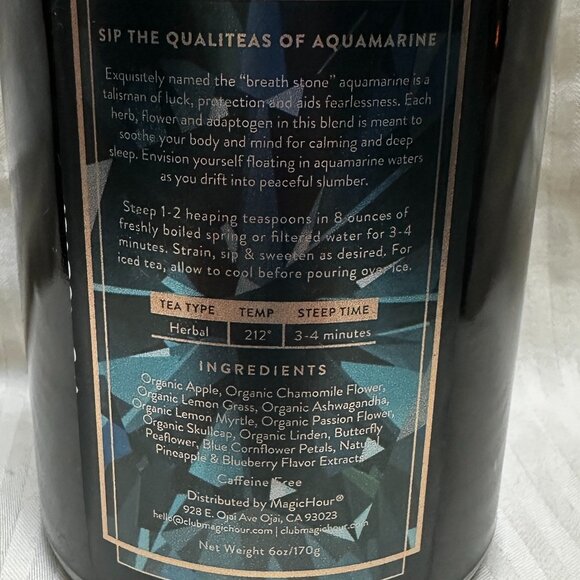 SIP THE QUALITEAS OF AQUAMARINE
Exquisitely named the "breath stone" aquamarine is a
talisman of luck, protection and aids fearlessness. Each
herb, flower and adaptogen in this blend is meant to
soothe your body and mind for calming and deep
sleep. Envision yourself floating in aquamarine waters
as you drift into peaceful slumber.
Steep 1-2 heaping teaspoons in 8 ounces of
freshly boiled spring or filtered water for 3-4
minutes. Strain, sip & sweeten as desired. For
iced tea, allow to cool before pouring over ice.
TEA TYPE TEMP STEEP TIME
Herbal 212° 3-4 minutes
INGREDIENTS
Organic Apple, Organic Chamomile Flower,
Organic Lemon Grass, Organic Ashwagandha,
Organic Lemon Myrtle, Organic Passion Flower,
Organic Skullcap, Organic Linden, Butterfly
Peaflower, Blue Cornflower Petals, Natural
Pineapple & Blueberry Flavor Extracts
Caffeine Free
Distributed by MagicHour®
928 E. Ojai Ave Ojai, CA 93023
hello@clubmagichour.com | clubmagichour.com
Net Weight 6oz/170g